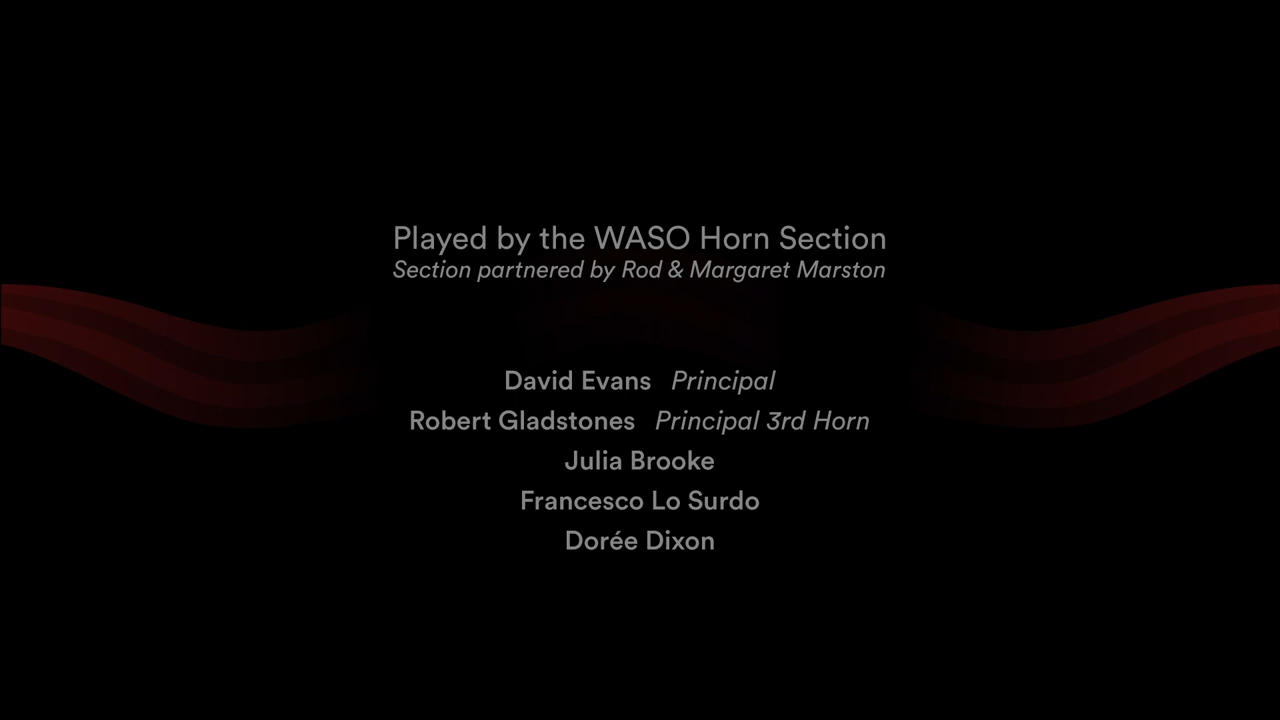 Played by the WASO Horn Section
Section partnered by Rod & Margaret Marston
David Evans Principal
Robert Gladstones Principal 3rd Horn
Julia Brooke
Francesco Lo Surdo
Dorée Dixon